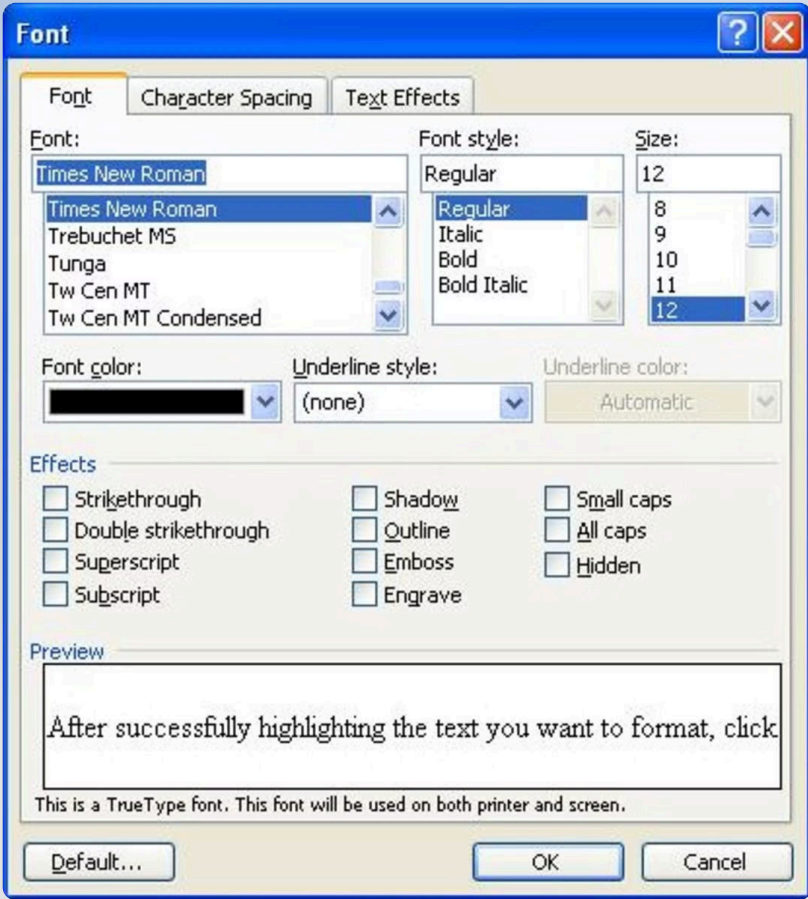 Font
Font Character Spacing Text Effects
Font: Font style: Size:
Times New Roman Regular 12
Times New Roman Regular 8
Trebuchet MS Italic 9
Tunga Bold 10
Tw Cen MT Bold Italic 11
Tw Cen MT Condensed 12
Font color: Underline style: Underline color:
(none) Automatic
Effects
Strikethrough Shadow Small caps
Double strikethrough Outline All caps
Superscript Emboss Hidden
Subscript Engrave
Preview
After successfully highlighting the text you want to format, click
This is a TrueType font. This font will be used on both printer and screen.
Default... OK Cancel